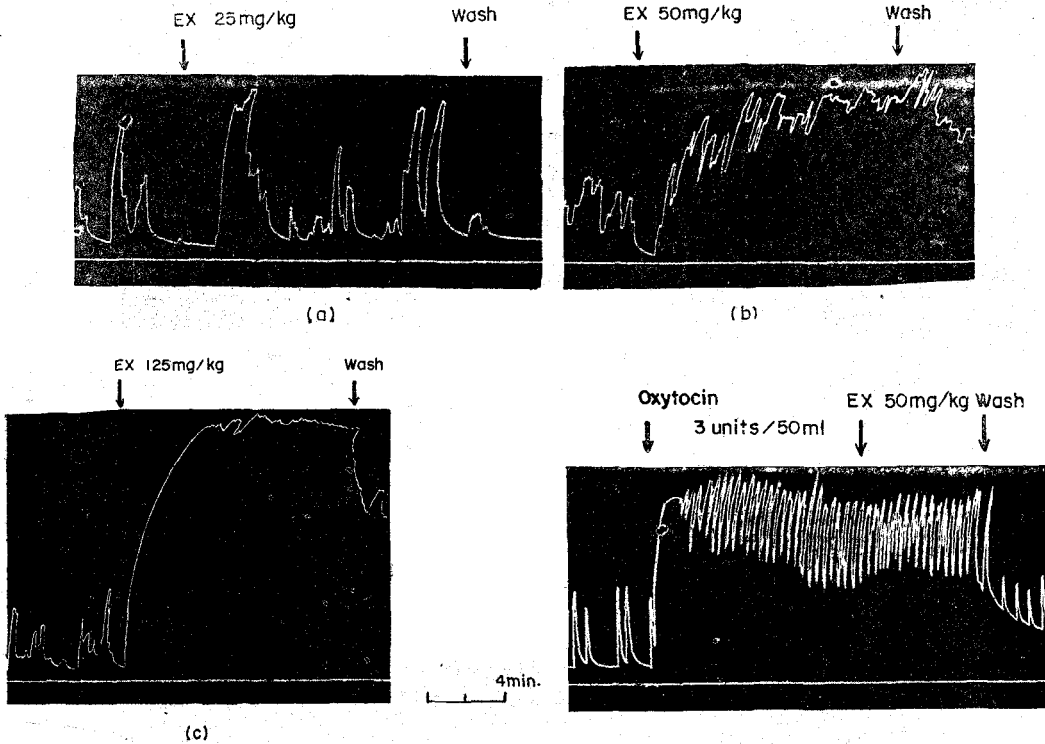 EX 25mg/kg
Wash
EX 50mg/kg
Wash
(a)
(b)
EX 125mg/kg
Wash
Oxytocin
3 units/50ml
EX 50mg/kg Wash
4min.
(c)